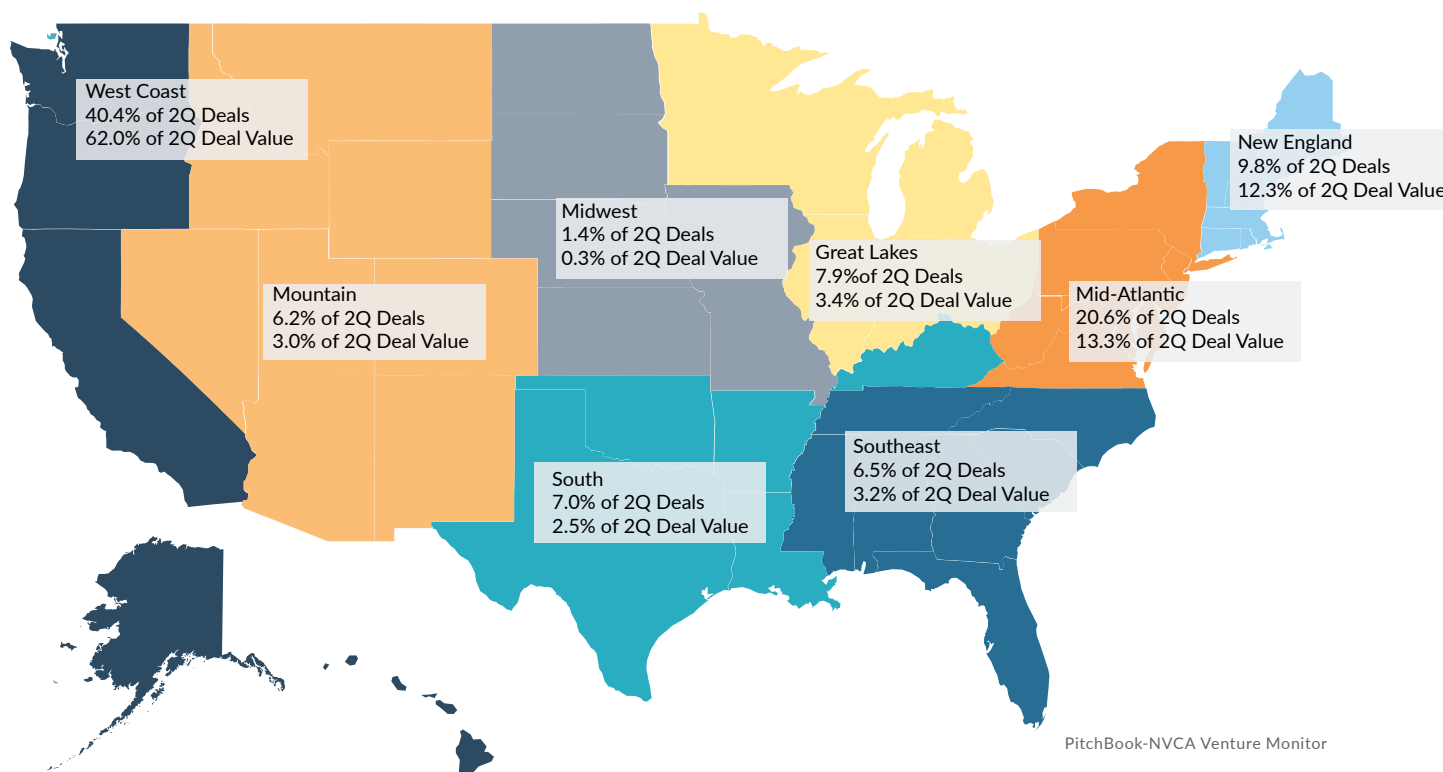 West Coast
40.4% of 2Q Deals
62.0% of 2Q Deal Value
New England
9.8% of 2Q Deals
12.3% of 2Q Deal Value
Midwest
1.4% of 2Q Deals
0.3% of 2Q Deal Value
Great Lakes
7.9%of 2Q Deals
3.4% of 2Q Deal Value
Mountain
6.2% of 2Q Deals
3.0% of 2Q Deal Value
Mid-Atlantic
20.6% of 2Q Deals
13.3% of 2Q Deal Value
Southeast
6.5% of 2Q Deals
3.2% of 2Q Deal Value
South
7.0% of 2Q Deals
2.5% of 2Q Deal Value
PitchBook-NVCA Venture Monitor